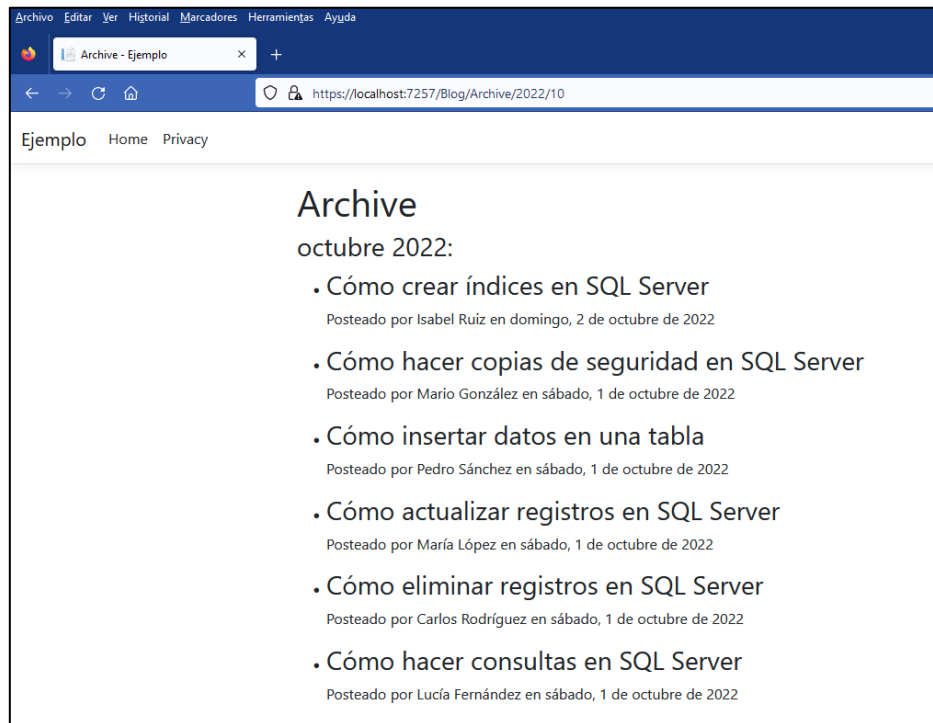 Archivo Editar Ver Historial Marcadores Herramientas Ayuda
Archive - Ejemplo
https://localhost:7257/Blog/Archive/2022/10
Ejemplo Home Privacy
Archive
octubre 2022:
Cómo crear índices en SQL Server
Posteado por Isabel Ruiz en domingo, 2 de octubre de 2022
Cómo hacer copias de seguridad en SQL Server
Posteado por Mario González en sábado, 1 de octubre de 2022
Cómo insertar datos en una tabla
Posteado por Pedro Sánchez en sábado, 1 de octubre de 2022
Cómo actualizar registros en SQL Server
Posteado por María López en sábado, 1 de octubre de 2022
Cómo eliminar registros en SQL Server
Posteado por Carlos Rodríguez en sábado, 1 de octubre de 2022
Cómo hacer consultas en SQL Server
Posteado por Lucía Fernández en sábado, 1 de octubre de 2022